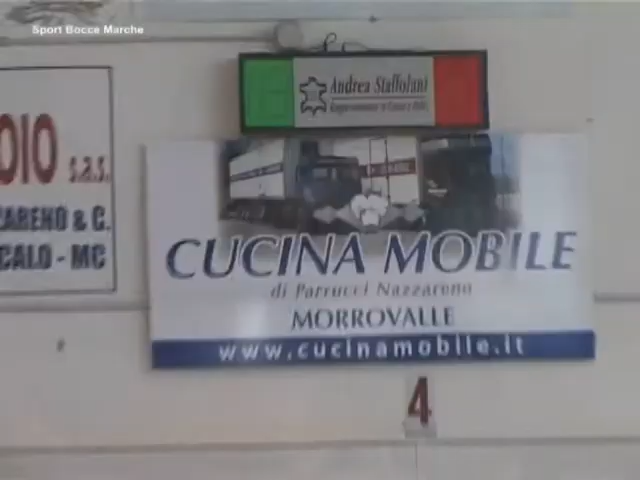 Sport Bocce Marche
Andrea Staffolani
OIO s.a.s.
ZARENO & C.
CALO - MC
CUCINA MOBILE
di Parrucci Nazzareno
MORROVALLE
www.cucinamobile.it
4